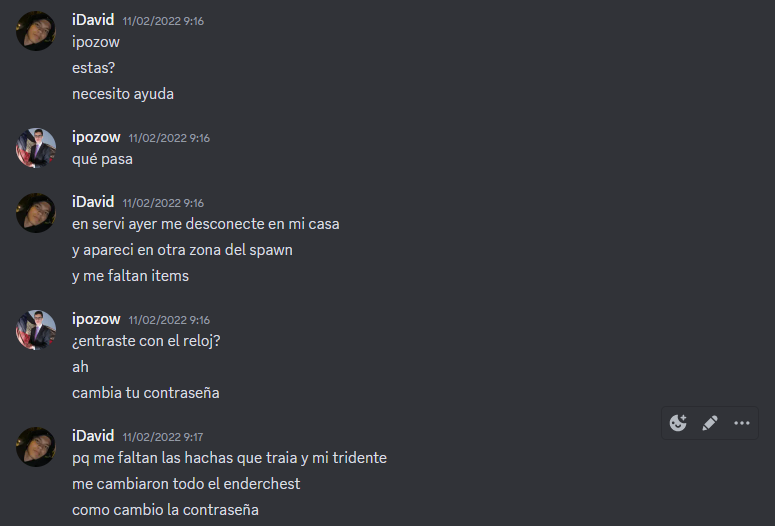 iDavid 11/02/2022 9:16
ipozow
estas?
necesito ayuda
ipozow 11/02/2022 9:16
qué pasa
iDavid 11/02/2022 9:16
en servi ayer me desconecte en mi casa
y apareci en otra zona del spawn
y me faltan items
ipozow 11/02/2022 9:16
¿entraste con el reloj?
ah
cambia tu contraseña
iDavid 11/02/2022 9:17
pq me faltan las hachas que traia y mi tridente
me cambiaron todo el enderchest
como cambio la contraseña